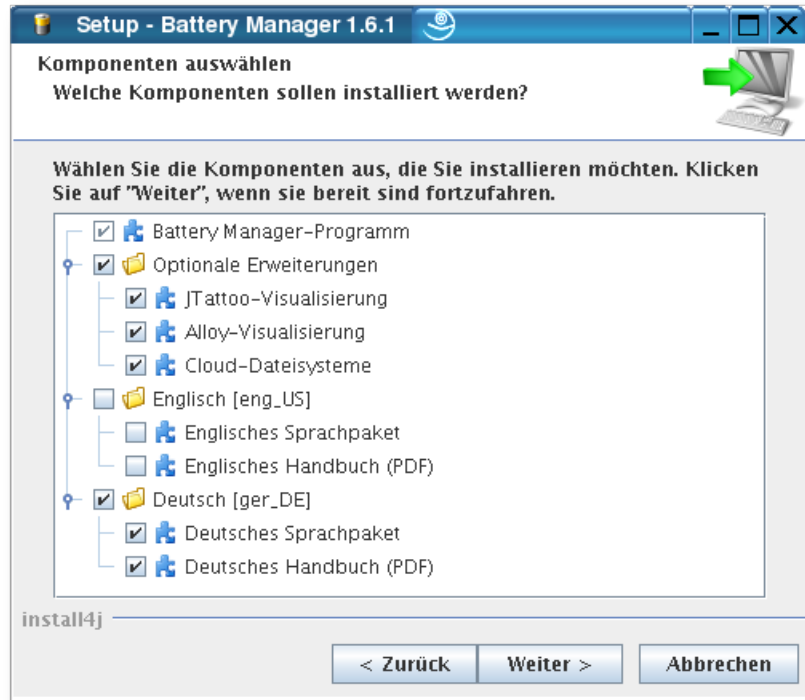 Setup - Battery Manager 1.6.1
Komponenten auswählen
Welche Komponenten sollen installiert werden?
Wählen Sie die Komponenten aus, die Sie installieren möchten. Klicken
Sie auf "Weiter", wenn sie bereit sind fortzufahren.
Battery Manager-Programm
Optionale Erweiterungen
JTattoo-Visualisierung
Alloy-Visualisierung
Cloud-Dateisysteme
Englisch [eng_US]
Englisches Sprachpaket
Englisches Handbuch (PDF)
Deutsch [ger_DE]
Deutsches Sprachpaket
Deutsches Handbuch (PDF)
install4j
< Zurück
Weiter >
Abbrechen